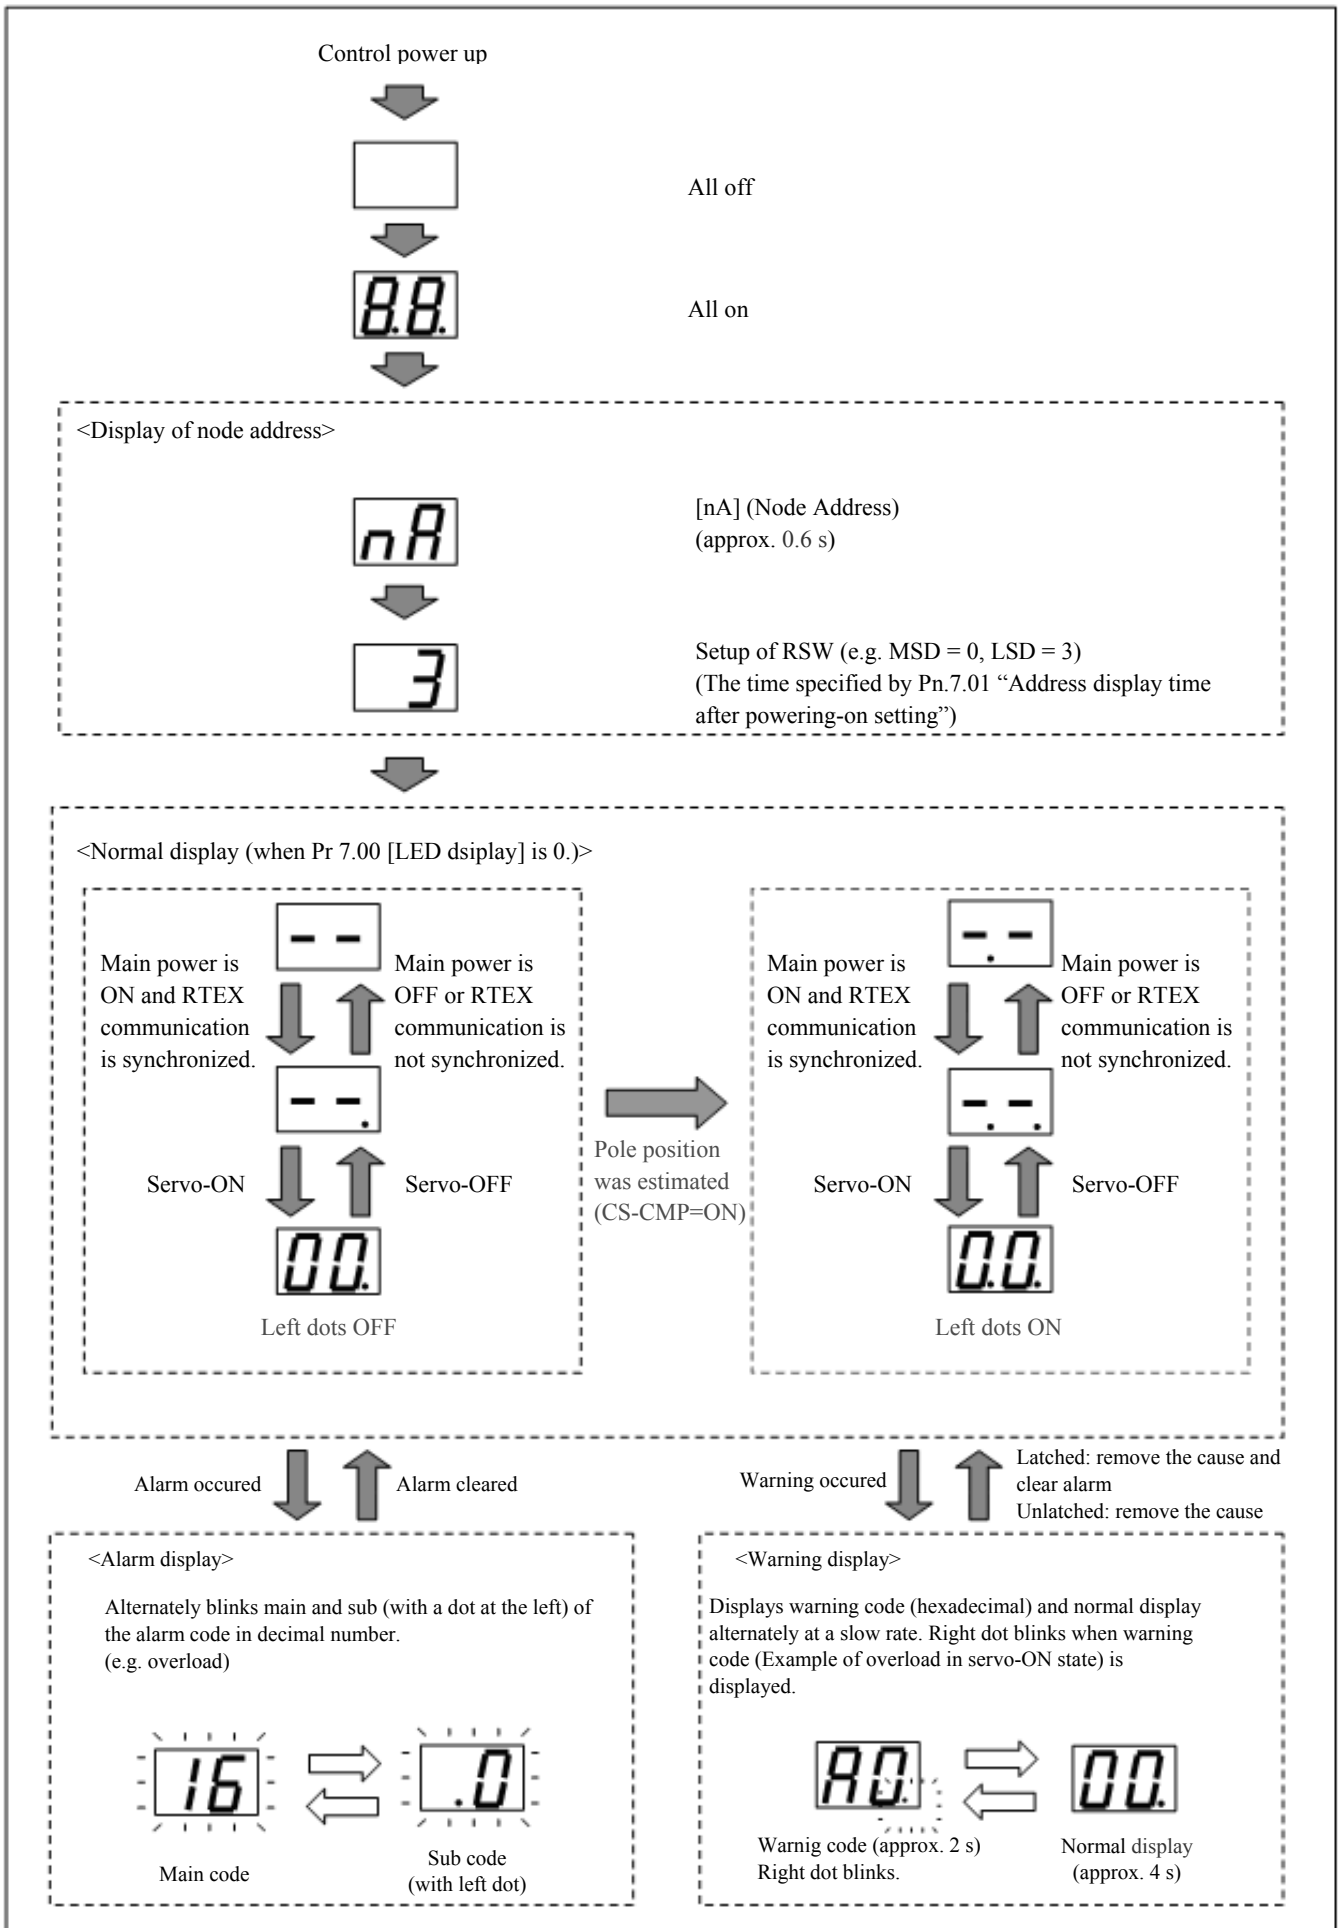 Control power up
All off
8.8.
All on
<Display of node address>
nA
[nA] (Node Address)
(approx. 0.6 s)
3
Setup of RSW (e.g. MSD = 0, LSD = 3)
(The time specified by Pn.7.01 “Address display time
after powering-on setting”)
<Normal display (when Pr 7.00 [LED dsiplay] is 0.)>
- -
Main power is
ON and RTEX
communication
is synchronized.
Main power is
OFF or RTEX
communication is
not synchronized.
- -.
Servo-ON
Servo-OFF
00.
Left dots OFF
Pole position
was estimated
(CS-CMP=ON)
-. -
Main power is
ON and RTEX
communication
is synchronized.
Main power is
OFF or RTEX
communication is
not synchronized.
-. -.
Servo-ON
Servo-OFF
0.0.
Left dots ON
Alarm occured
Alarm cleared
Warning occured
Latched: remove the cause and
clear alarm
Unlatched: remove the cause
<Alarm display>
Alternately blinks main and sub (with a dot at the left) of
the alarm code in decimal number.
(e.g. overload)
16
.0
Main code
Sub code
(with left dot)
<Warning display>
Displays warning code (hexadecimal) and normal display
alternately at a slow rate. Right dot blinks when warning
code (Example of overload in servo-ON state) is
displayed.
A0.
00.
Warnig code (approx. 2 s)
Right dot blinks.
Normal display
(approx. 4 s)